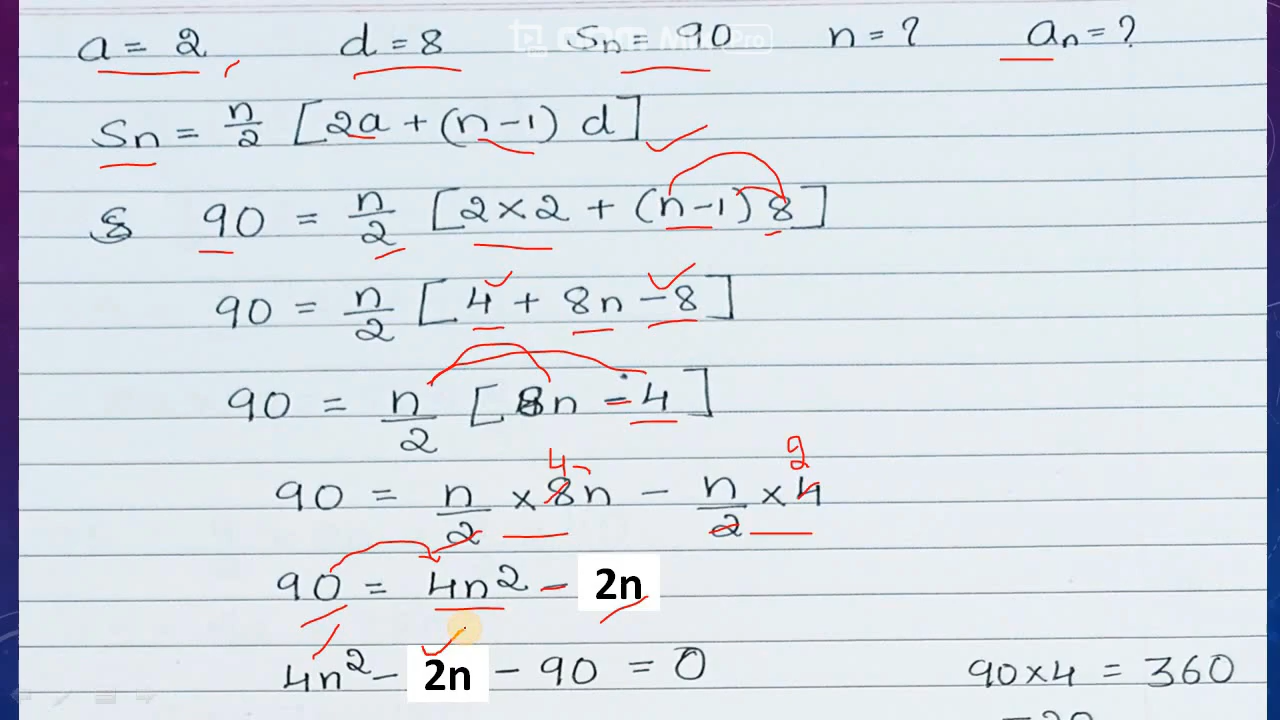 a = 2, d = 8 Sn = 90 n = ? an = ?
Sn = n/2 [2a + (n-1) d]
90 = n/2 [2×2 + (n-1) 8]
90 = n/2 [4 + 8n - 8]
90 = n/2 [8n - 4]
4 2
90 = n/2 × 8n - n/2 × 4
90 = 4n² - 2n
4n² - 2n - 90 = 0 90×4 = 360